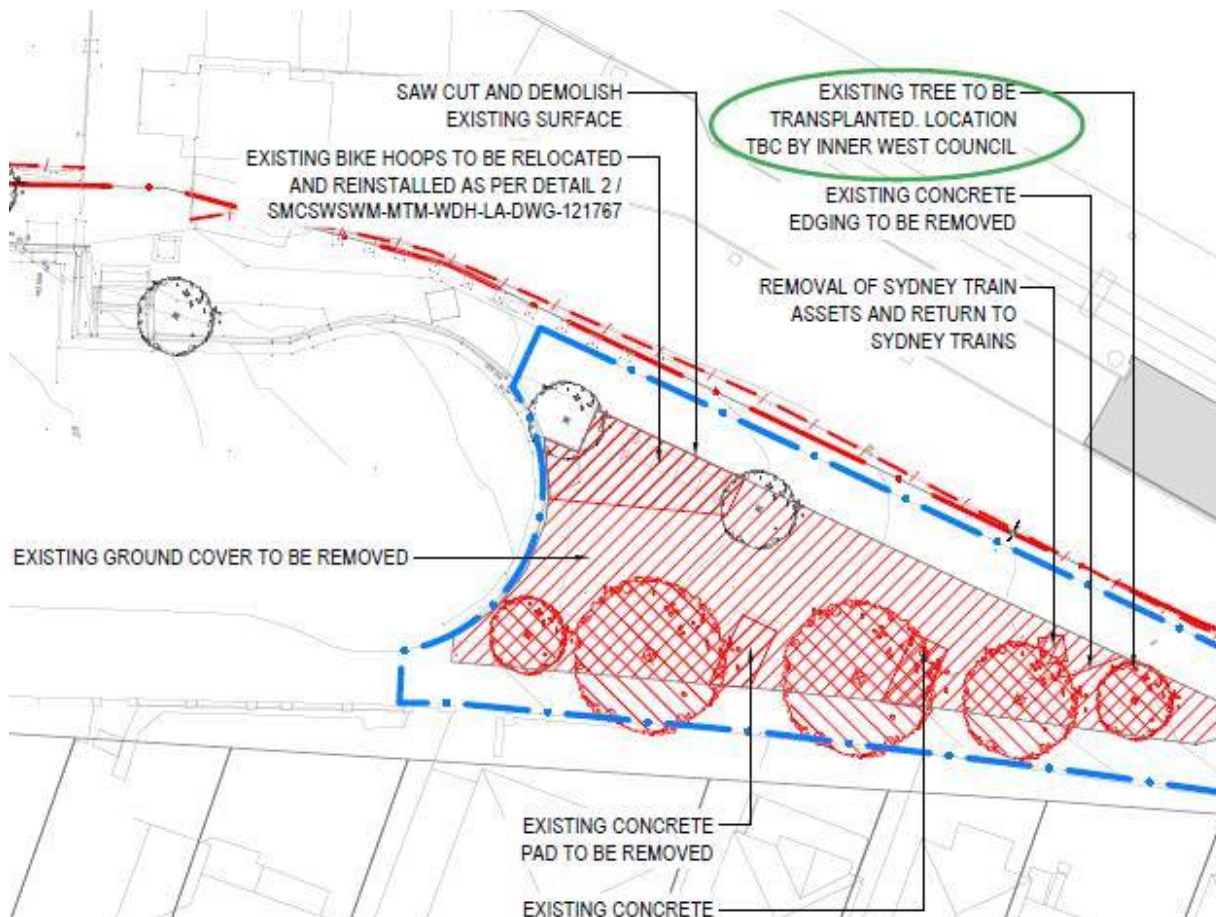 SAW CUT AND DEMOLISH
EXISTING SURFACE
EXISTING TREE TO BE
TRANSPLANTED. LOCATION
TBC BY INNER WEST COUNCIL
EXISTING BIKE HOOPS TO BE RELOCATED
AND REINSTALLED AS PER DETAIL 2 /
SMCSWSWM-MTM-WDH-LA-DWG-121767
EXISTING CONCRETE
EDGING TO BE REMOVED
REMOVAL OF SYDNEY TRAIN
ASSETS AND RETURN TO
SYDNEY TRAINS
EXISTING GROUND COVER TO BE REMOVED
EXISTING CONCRETE
PAD TO BE REMOVED
EXISTING CONCRETE